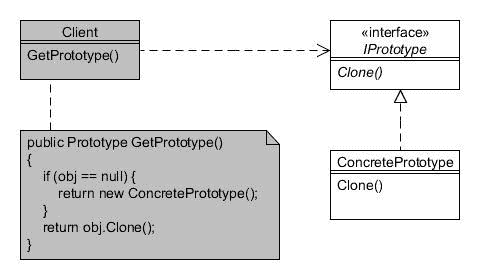 Client
GetPrototype()
«interface»
IPrototype
Clone()
public Prototype GetPrototype()
{
if (obj == null) {
return new ConcretePrototype();
}
return obj.Clone();
}
ConcretePrototype
Clone()